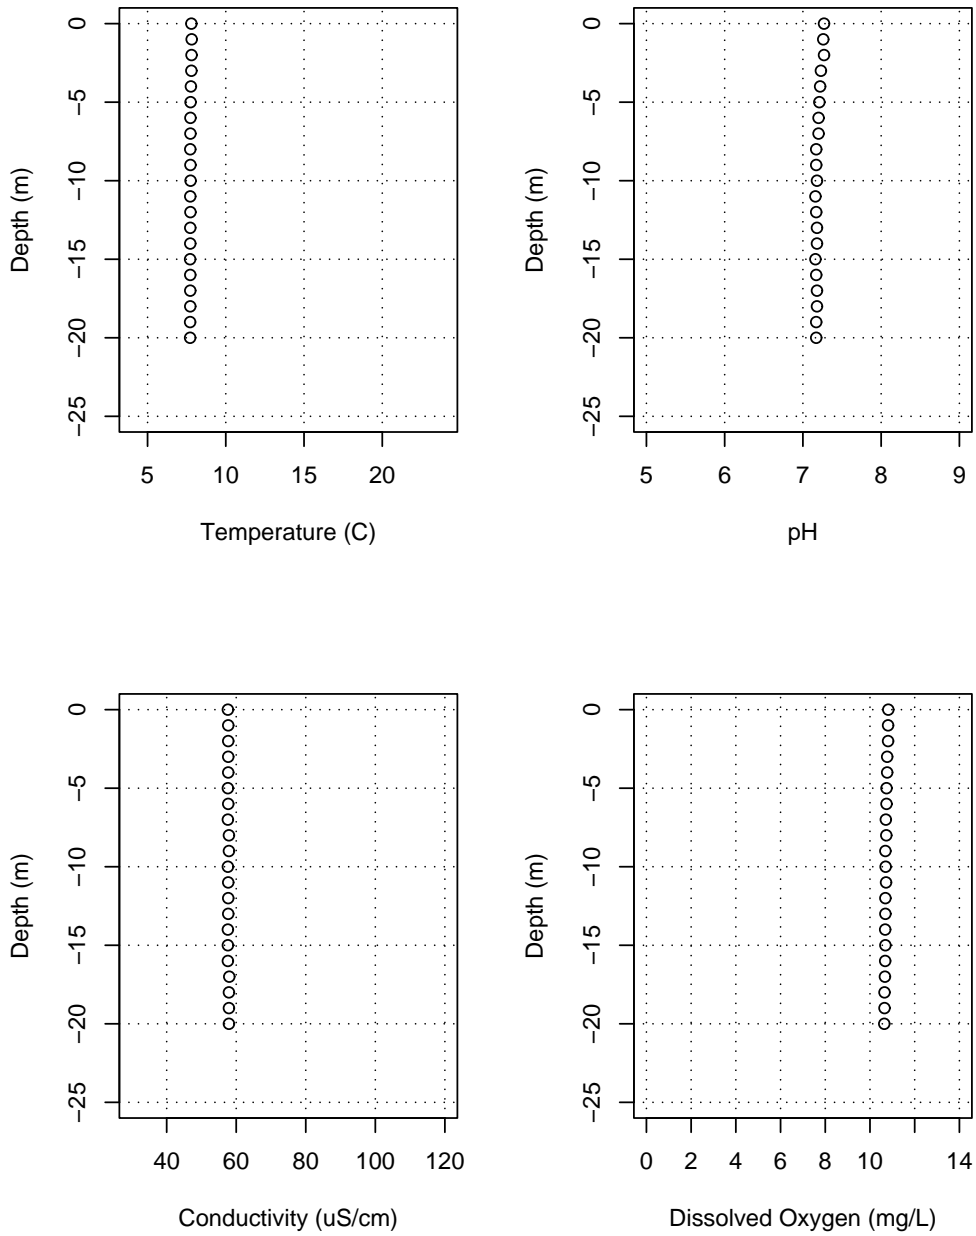 0
−5
−10
−15
−20
−25
Depth (m)
5 10 15 20
Temperature (C)
0
−5
−10
−15
−20
−25
Depth (m)
5 6 7 8 9
pH
0
−5
−10
−15
−20
−25
Depth (m)
40 60 80 100 120
Conductivity (uS/cm)
0
−5
−10
−15
−20
−25
Depth (m)
0 2 4 6 8 10 14
Dissolved Oxygen (mg/L)